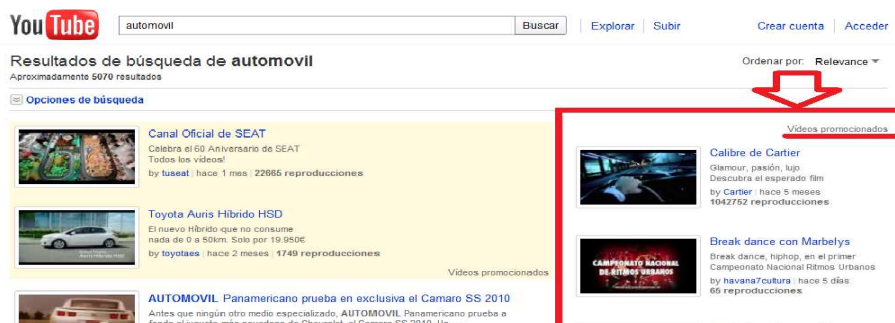 You Tube automovil Buscar Explorar Subir Crear cuenta Acceder
Resultados de búsqueda de automovil
Aproximadamente 5070 resultados
Ordenar por: Relevance
Opciones de búsqueda
Canal Oficial de SEAT
Celebra el 60 Aniversario de SEAT
Todos los vídeos!
by tuseat hace 1 mes 22665 reproducciones
Toyota Auris Híbrido HSD
El nuevo Híbrido que no consume
nada de 0 a 50km. Solo por 19.950€
by toyotaes hace 2 meses 1749 reproducciones
Vídeos promocionados
AUTOMOVIL Panamericano prueba en exclusiva el Camaro SS 2010
Antes que ningún otro medio especializado, AUTOMOVIL Panamericano prueba a
Vídeos promocionados
Calibre de Cartier
Glamour, pasión, lujo
Descubra el esperado film
by Cartier hace 5 meses
1042752 reproducciones
CAMPEONATO NACIONAL
DE RITMOS URBANOS
Break dance con Marbelys
Break dance, hiphop, en el primer
Campeonato Nacional Ritmos Urbanos
by havana7cultura hace 5 días
65 reproducciones